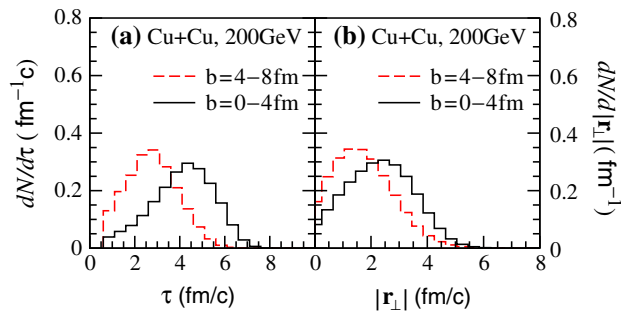 (a) Cu+Cu, 200GeV
b=4−8fm
b=0−4fm
dN/dτ ( fm⁻¹c)
0.8
0.6
0.4
0.2
0
0 2 4 6 8
τ (fm/c)
(b) Cu+Cu, 200GeV
b=4−8fm
b=0−4fm
dN/d|r⊥| ( fm⁻¹)
0.8
0.6
0.4
0.2
0
0 2 4 6 8
|r⊥| (fm/c)